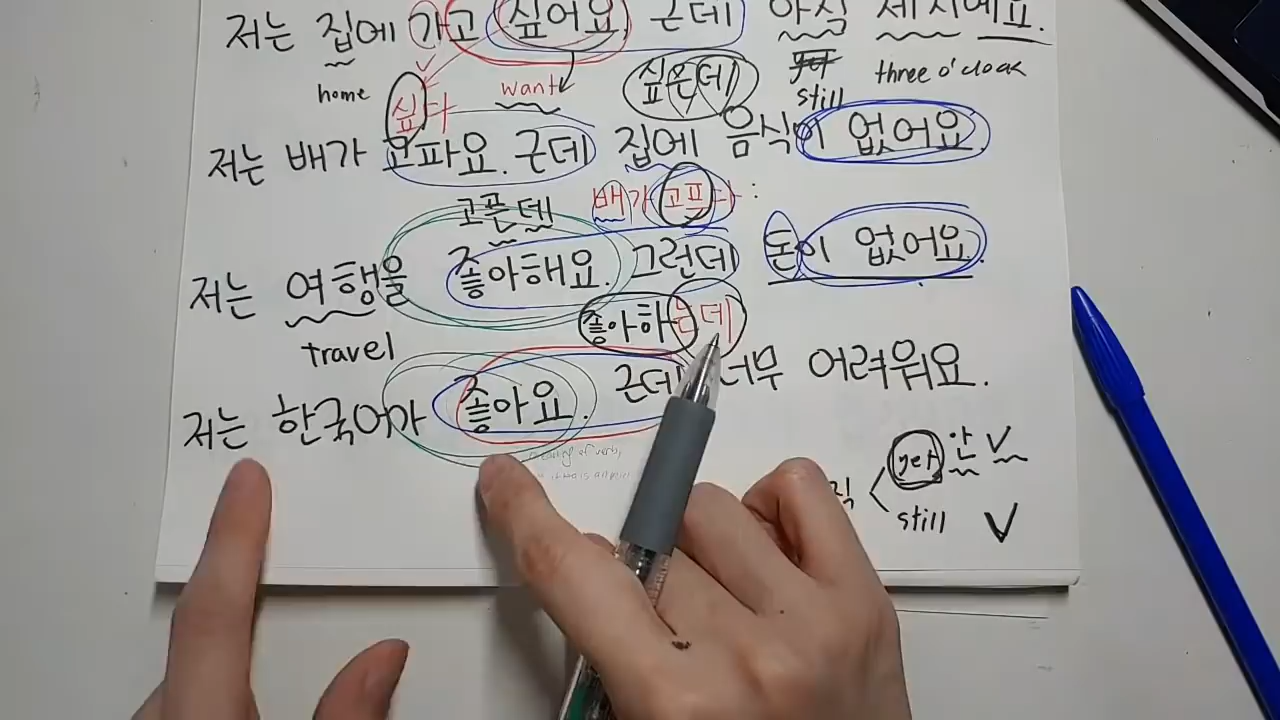 저는 집에 가고 싶어요. 근데 아직 세 시예요.
home
want
싶은데
still
three o'clock
싶다
저는 배가 고파요. 근데 집에 음식이 없어요.
고픈데
배가 고프다
저는 여행을 좋아해요. 그런데 돈이 없어요.
travel
좋아하는데
저는 한국어가 좋아요. 근데 너무 어려워요.
yet 안 V
still V